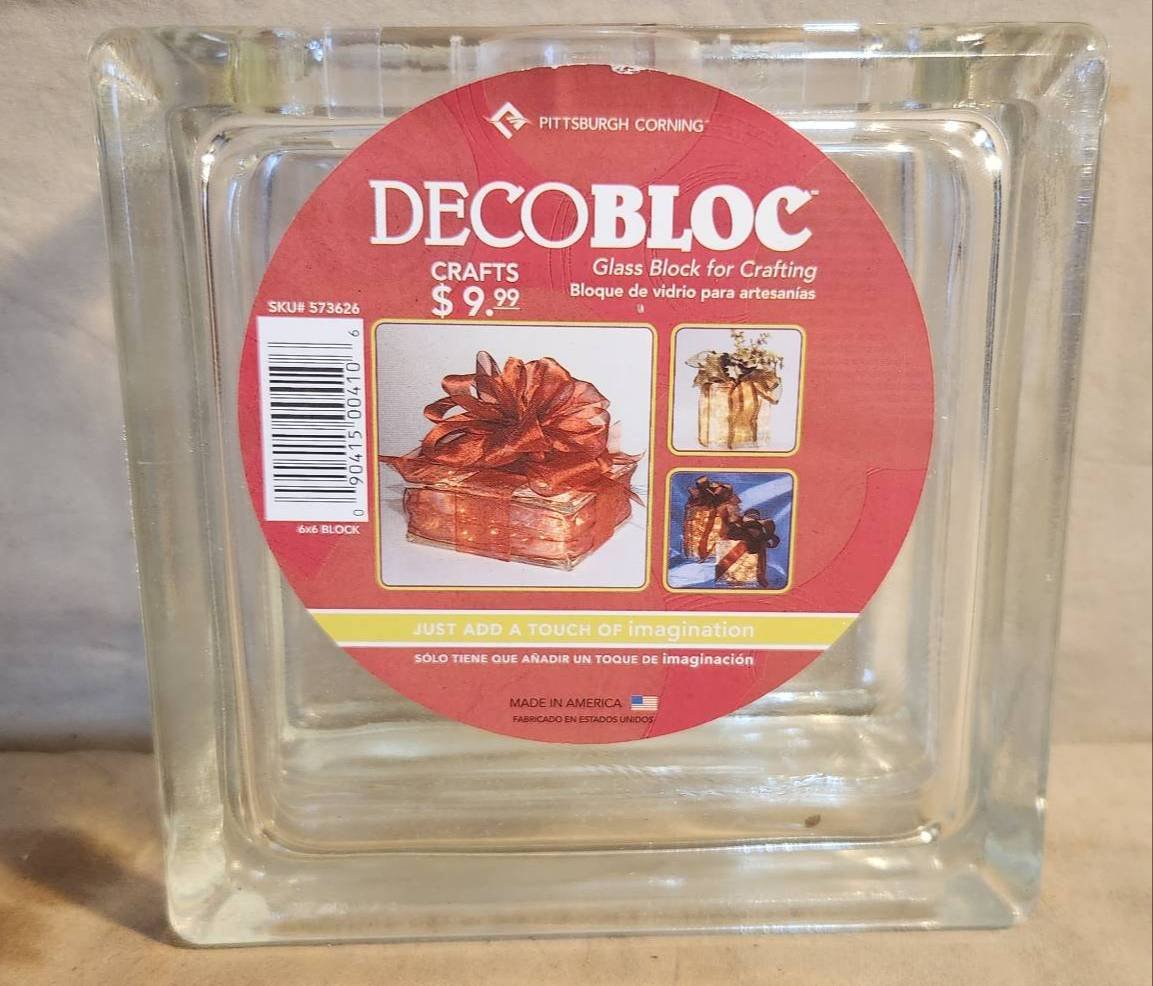 PITTSBURGH CORNING™
DECOBLOC™
CRAFTS
$9.99
Glass Block for Crafting
Bloque de vidrio para artesanías
SKU# 573626
0 90415 00410 6
6x6 BLOCK
JUST ADD A TOUCH OF imagination
SÓLO TIENE QUE AÑADIR UN TOQUE DE imaginación
MADE IN AMERICA
FABRICADO EN ESTADOS UNIDOS